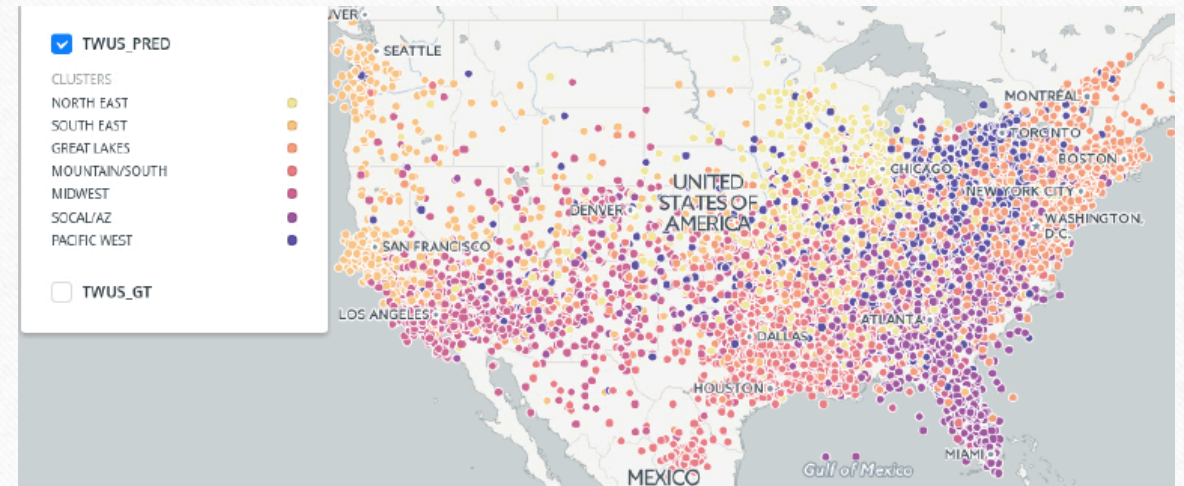 UVER
TWUS_PRED
SEATTLE
CLUSTERS
NORTH EAST
MONTRÉAL
SOUTH EAST
TORONTO
GREAT LAKES
BOSTON
MOUNTAIN/SOUTH
CHICAGO
MIDWEST
UNITED
STATES OF
AMERICA
NEW YORK CITY
DENVER
SOCAL/AZ
WASHINGTON,
D.C.
PACIFIC WEST
SAN FRANCISCO
TWUS_GT
LOS ANGELES
ATLANTA
DALLAS
HOUSTON
MIAMI
Gulf of Mexico
MEXICO